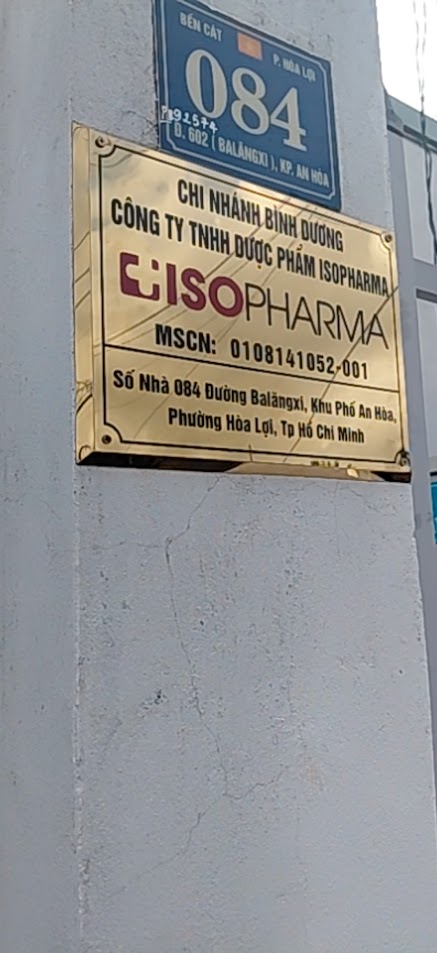 BẾN CÁT P. HÒA LỢI
084
Đ. 602 ( BALĂNGXI ), KP. AN HÒA
CHI NHÁNH BÌNH DƯƠNG
CÔNG TY TNHH DƯỢC PHẨM ISOPHARMA
ISOPHARMA
MSCN: 0108141052-001
Số Nhà 084 Đường Balăngxi, Khu Phố An Hòa,
Phường Hòa Lợi, Tp Hồ Chí Minh